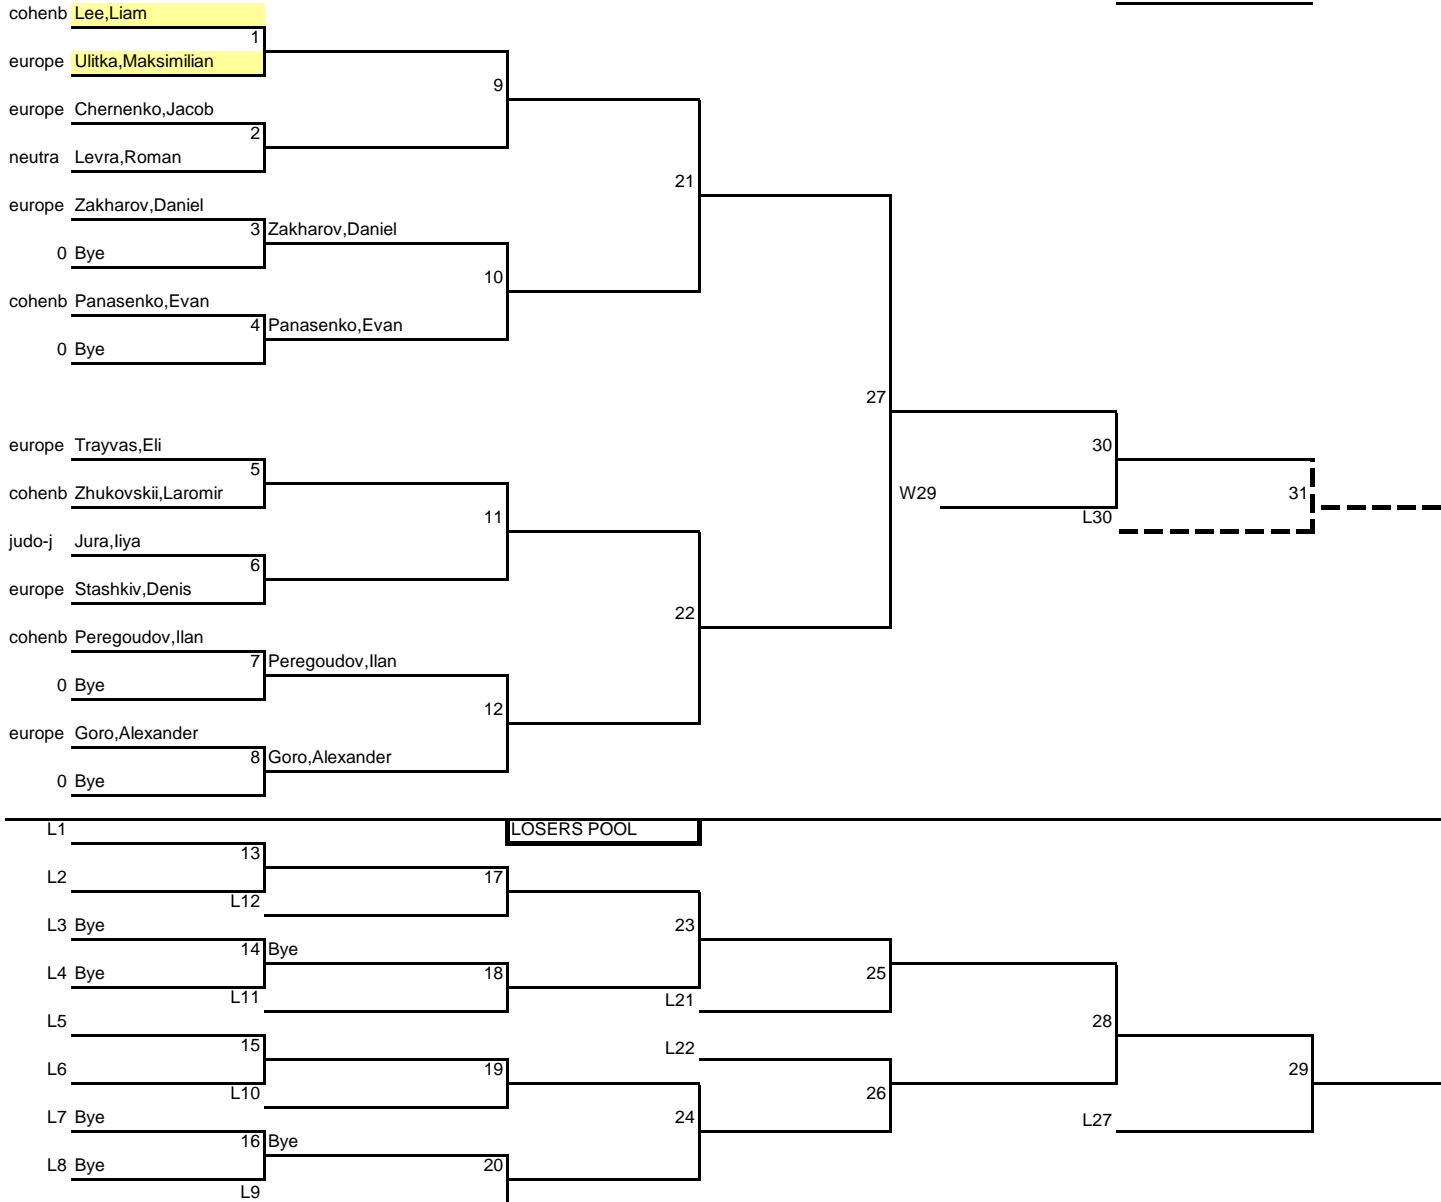 cohenb Lee,Liam
1
europe Ulitka,Maksimilian
9
europe Chernenko,Jacob
2
neutra Levra,Roman
21
europe Zakharov,Daniel
3 Zakharov,Daniel
0 Bye
10
cohenb Panasenko,Evan
4 Panasenko,Evan
0 Bye
27
europe Trayvas,Eli
30
5
cohenb Zhukovskii,Laromir
W29
31
11
L30
judo-j Jura,Iiya
6
europe Stashkiv,Denis
22
cohenb Peregoudov,Ilan
7 Peregoudov,Ilan
0 Bye
12
europe Goro,Alexander
8 Goro,Alexander
0 Bye
L1
LOSERS POOL
13
L2
17
L12
L3 Bye
23
14 Bye
L4 Bye
18
25
L11
L21
L5
28
15
L22
L6
19
29
L10
26
L7 Bye
24
L27
16 Bye
L8 Bye
20
L9